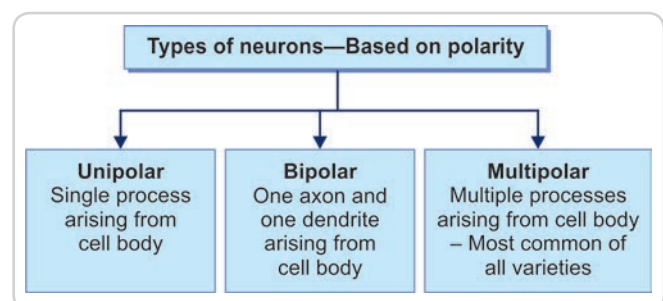 Types of neurons—Based on polarity
Unipolar
Single process
arising from
cell body
Bipolar
One axon and
one dendrite
arising from
cell body
Multipolar
Multiple processes
arising from cell body
– Most common of
all varieties